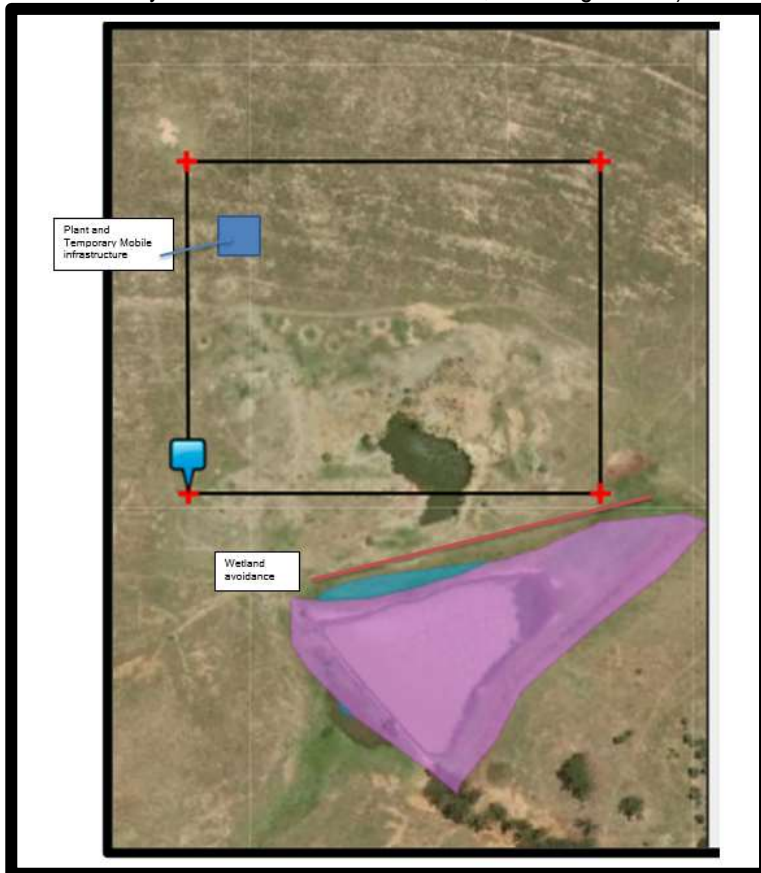 Plant and
Temporary Mobile
infrastructure
Wetland
avoidance